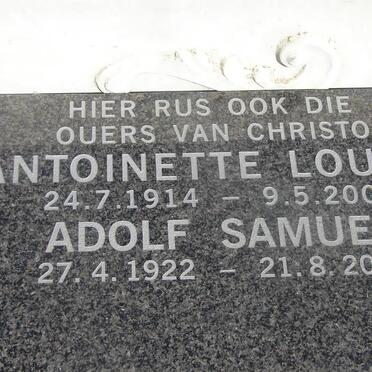 HIER RUS OOK DIE
OUERS VAN CHRISTO
ANTOINETTE LOU
24.7.1914 – 9.5.200
ADOLF SAMUE
27.4.1922 – 21.8.20